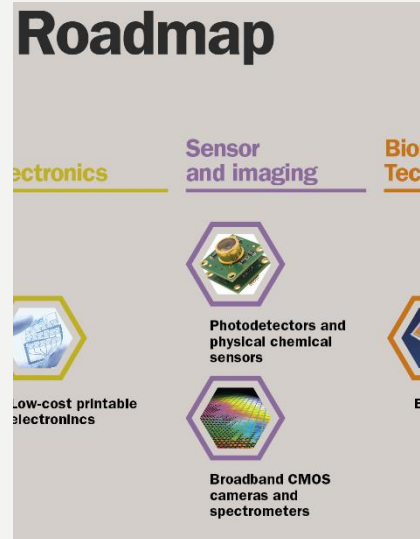 Roadmap
ectronics
Sensor
and imaging
Bio
Tec
Photodetectors and
physical chemical
sensors
Low-cost printable
electronincs
Broadband CMOS
cameras and
spectrometers